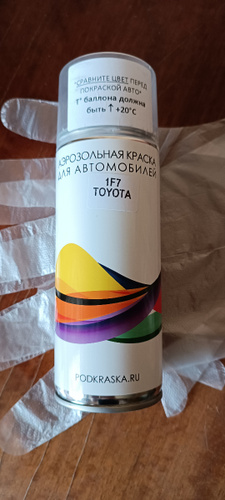 "СРАВНИТЕ ЦВЕТ ПЕРЕД
ПОКРАСКОЙ АВТО"
"T° баллона должна
быть ↑ +20°С
АЭРОЗОЛЬНАЯ КРАСКА
ДЛЯ АВТОМОБИЛЕЙ
1F7
TOYOTA
PODKRASKA.RU